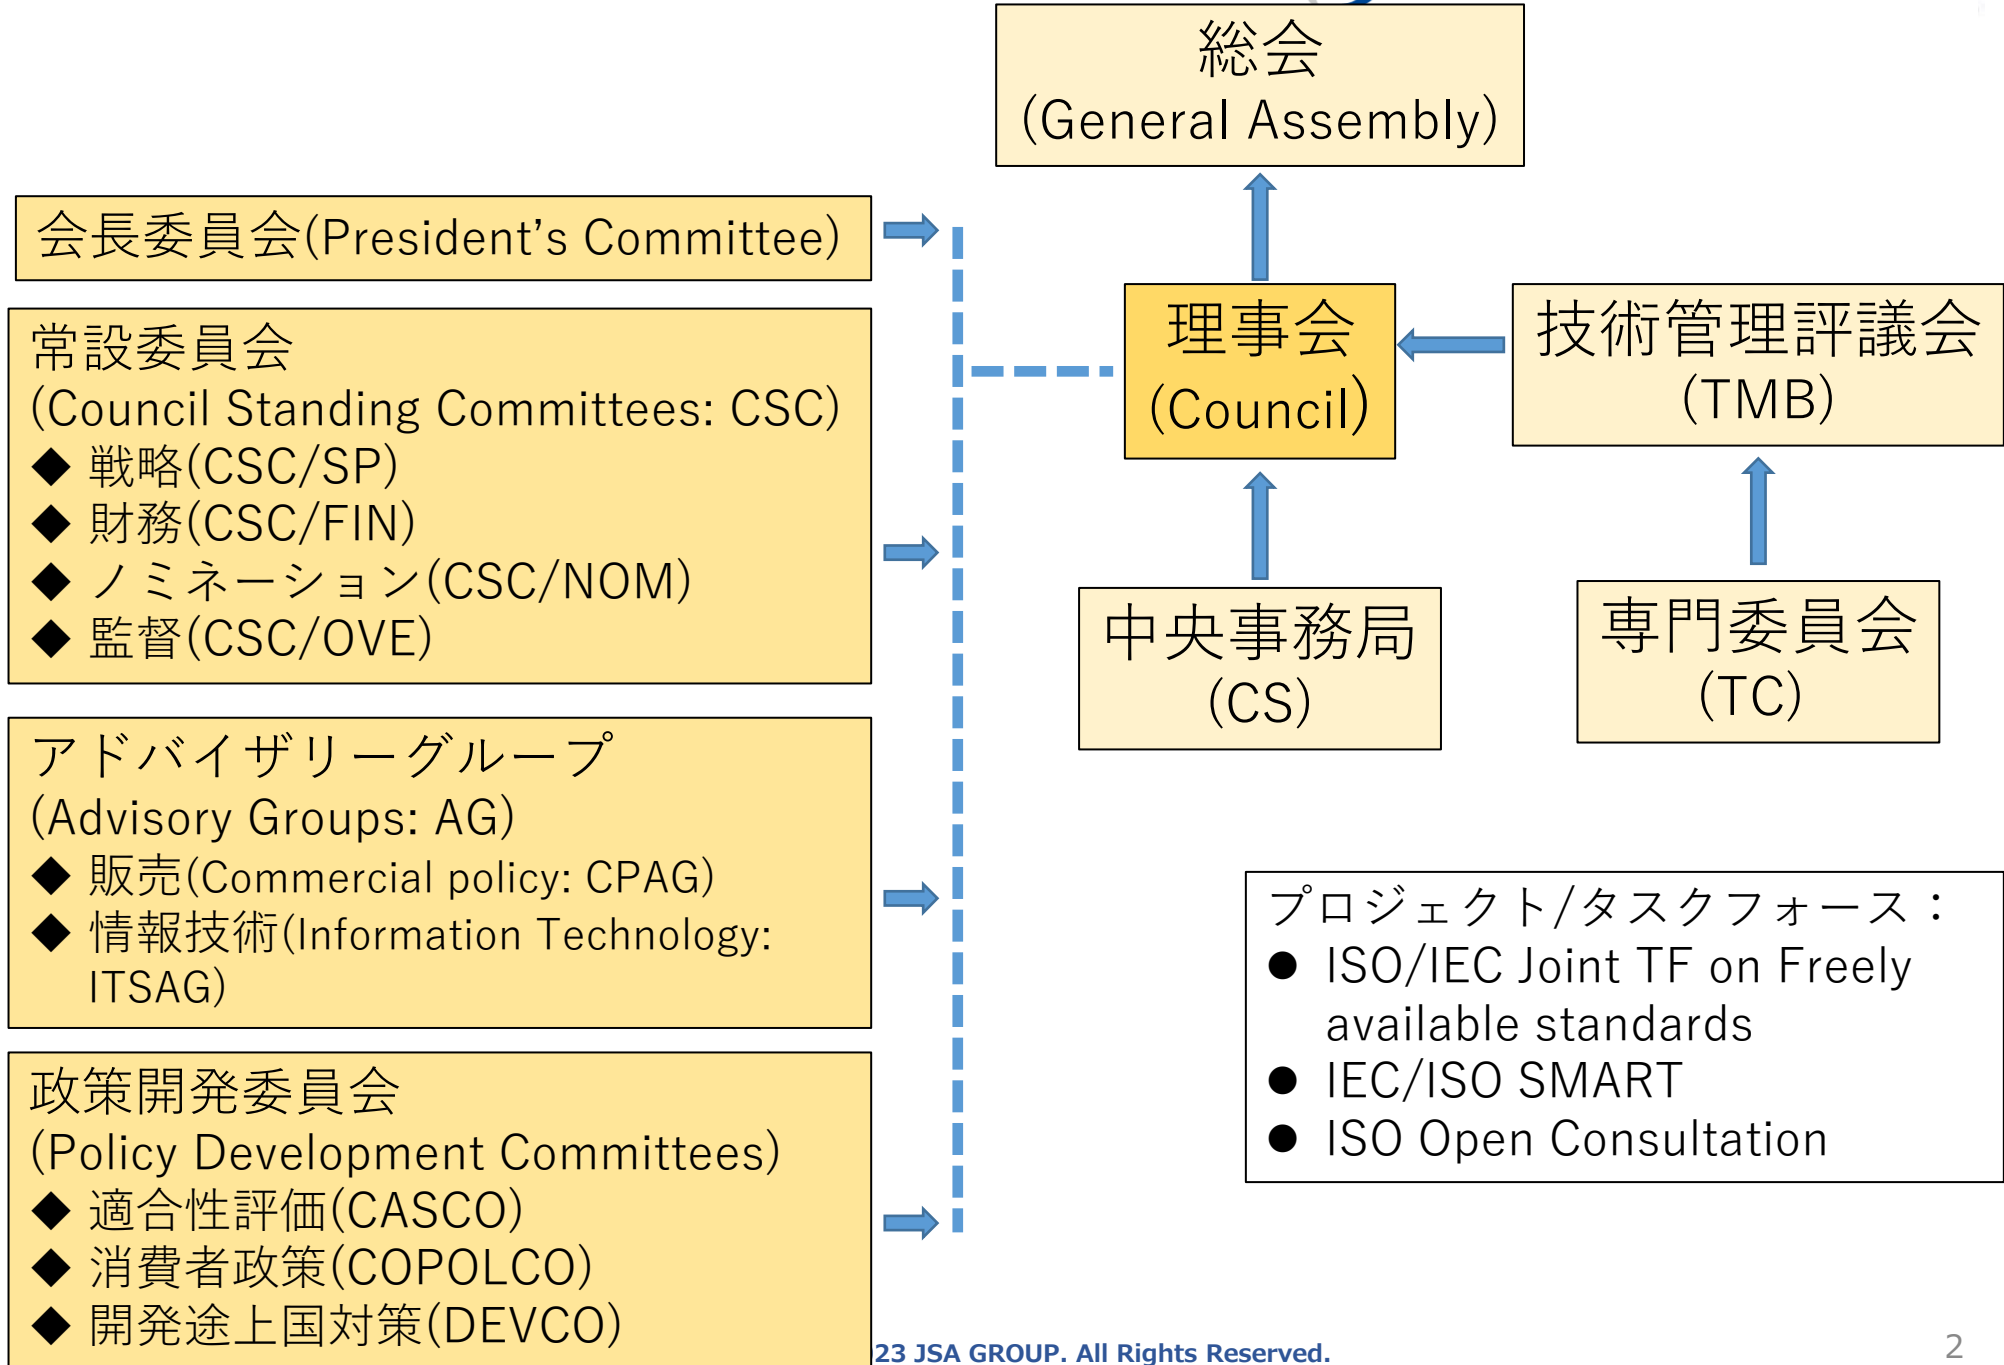 総会
(General Assembly)
会長委員会(President’s Committee)
常設委員会
(Council Standing Committees: CSC)
◆ 戦略(CSC/SP)
◆ 財務(CSC/FIN)
◆ ノミネーション(CSC/NOM)
◆ 監督(CSC/OVE)
アドバイザリーグループ
(Advisory Groups: AG)
◆ 販売(Commercial policy: CPAG)
◆ 情報技術(Information Technology:
ITSAG)
政策開発委員会
(Policy Development Committees)
◆ 適合性評価(CASCO)
◆ 消費者政策(COPOLCO)
◆ 開発途上国対策(DEVCO)
理事会
(Council)
技術管理評議会
(TMB)
中央事務局
(CS)
専門委員会
(TC)
プロジェクト/タスクフォース：
● ISO/IEC Joint TF on Freely
available standards
● IEC/ISO SMART
● ISO Open Consultation
23 JSA GROUP. All Rights Reserved.
2